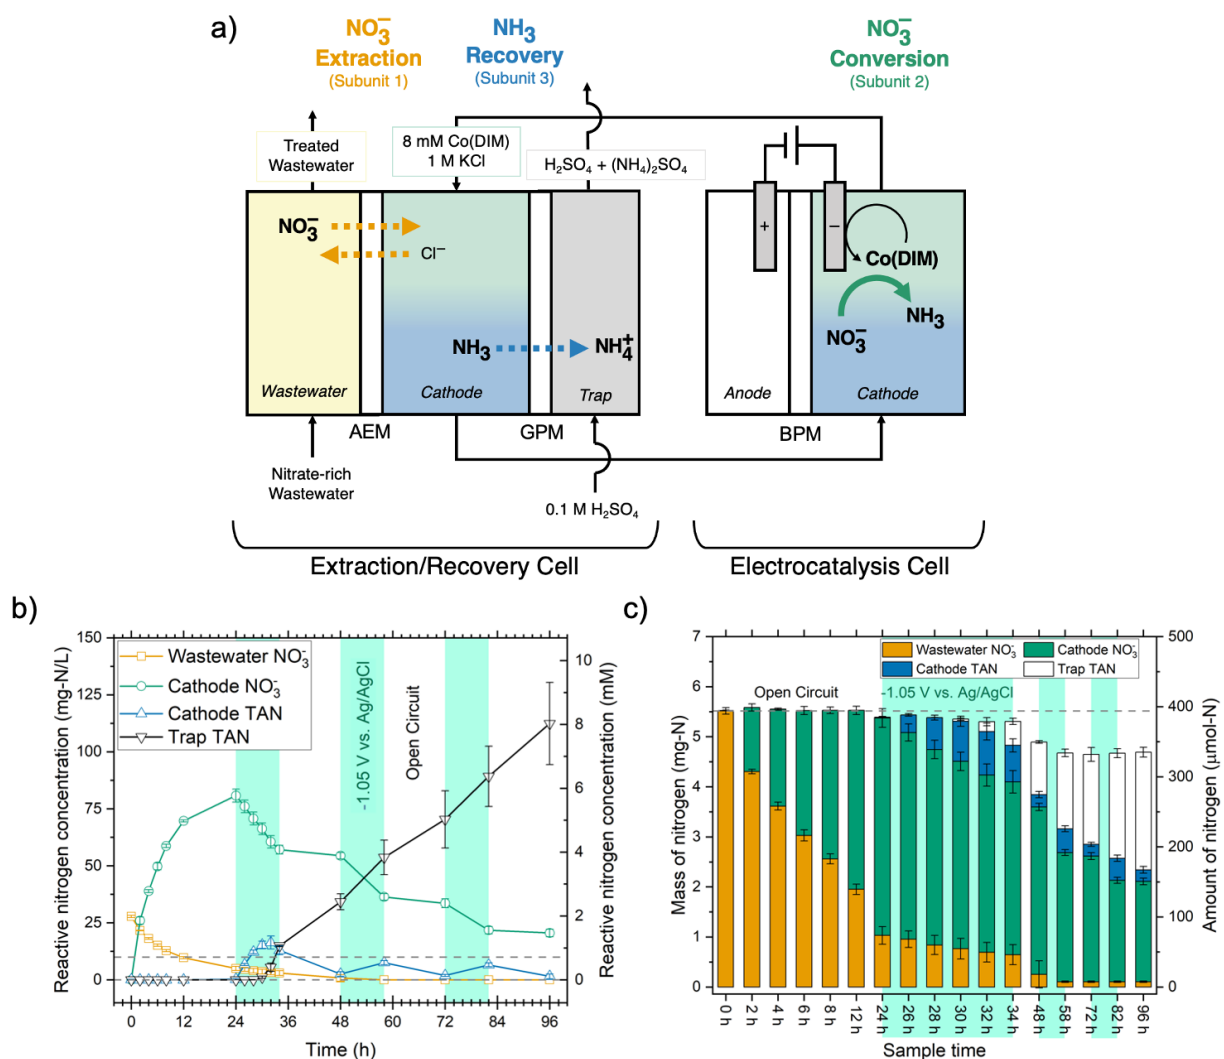 a)
NO₃⁻
Extraction
(Subunit 1)
NH₃
Recovery
(Subunit 3)
NO₃⁻
Conversion
(Subunit 2)
Treated
Wastewater
8 mM Co(DIM)
1 M KCl
H₂SO₄ + (NH₄)₂SO₄
NO₃⁻
Cl⁻
NH₃
NH₄⁺
Wastewater
Cathode
Trap
AEM
GPM
Nitrate-rich
Wastewater
0.1 M H₂SO₄
+
−
Co(DIM)
NO₃⁻
NH₃
Anode
Cathode
BPM
Extraction/Recovery Cell
Electrocatalysis Cell
b)
Reactive nitrogen concentration (mg-N/L)
150
125
100
75
50
25
0
Wastewater NO₃⁻
Cathode NO₃⁻
Cathode TAN
Trap TAN
-1.05 V vs. Ag/AgCl
Open Circuit
10
8
6
4
2
0
Reactive nitrogen concentration (mM)
0 12 24 36 48 60 72 84 96
Time (h)
c)
Mass of nitrogen (mg-N)
7
6
5
4
3
2
1
0
Wastewater NO₃⁻
Cathode NO₃⁻
Cathode TAN
Trap TAN
Open Circuit
-1.05 V vs. Ag/AgCl
500
400
300
200
100
0
Amount of nitrogen (μmol-N)
0 h 2 h 4 h 6 h 8 h 12 h 24 h 26 h 28 h 30 h 32 h 34 h 48 h 58 h 72 h 82 h 96 h
Sample time